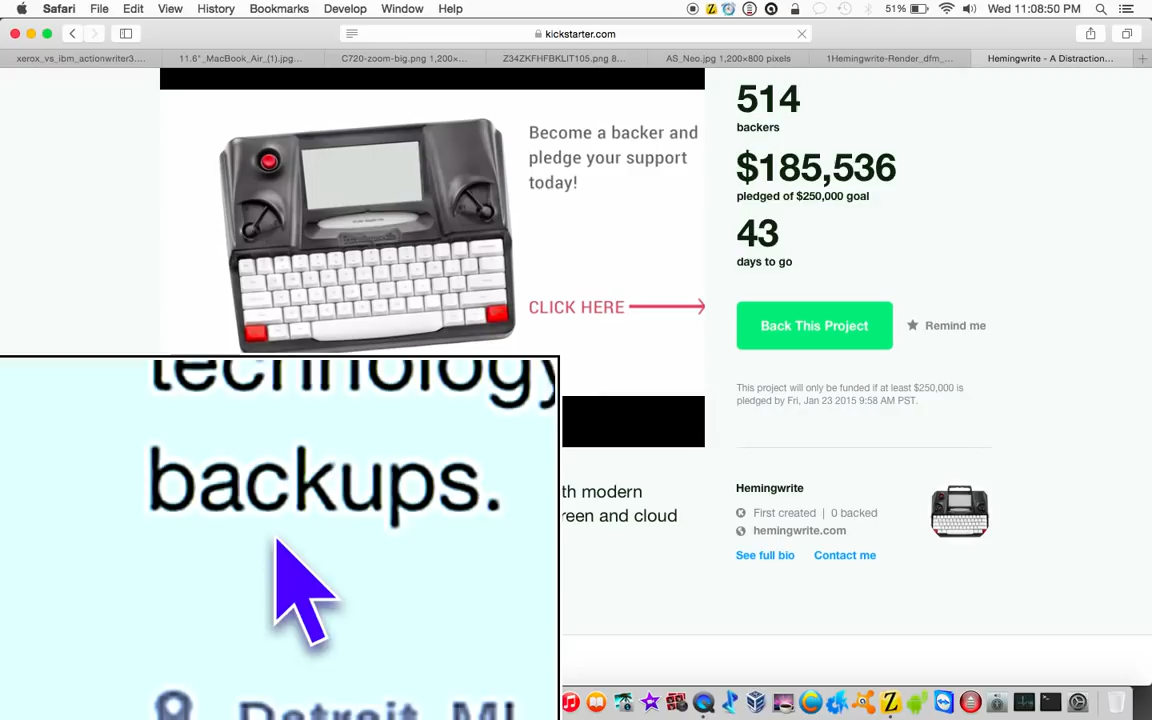 Safari File Edit View History Bookmarks Develop Window Help
51% Wed 11:08:50 PM
kickstarter.com
xerox_vs_ibm_actionwriter3....
11.6"_MacBook_Air_(1).jpg...
C720-zoom-big.png 1,200×...
Z34ZKFHFBKLIT105.png 8...
AS_Neo.jpg 1,200×800 pixels
1Hemingwrite-Render_dfm_...
Hemingwrite - A Distraction...
Become a backer and
pledge your support
today!
CLICK HERE
514
backers
$185,536
pledged of $250,000 goal
43
days to go
Back This Project
Remind me
This project will only be funded if at least $250,000 is
pledged by Fri, Jan 23 2015 9:58 AM PST.
technology
backups.
Detroit, MI
th modern
reen and cloud
Hemingwrite
First created | 0 backed
hemingwrite.com
See full bio Contact me